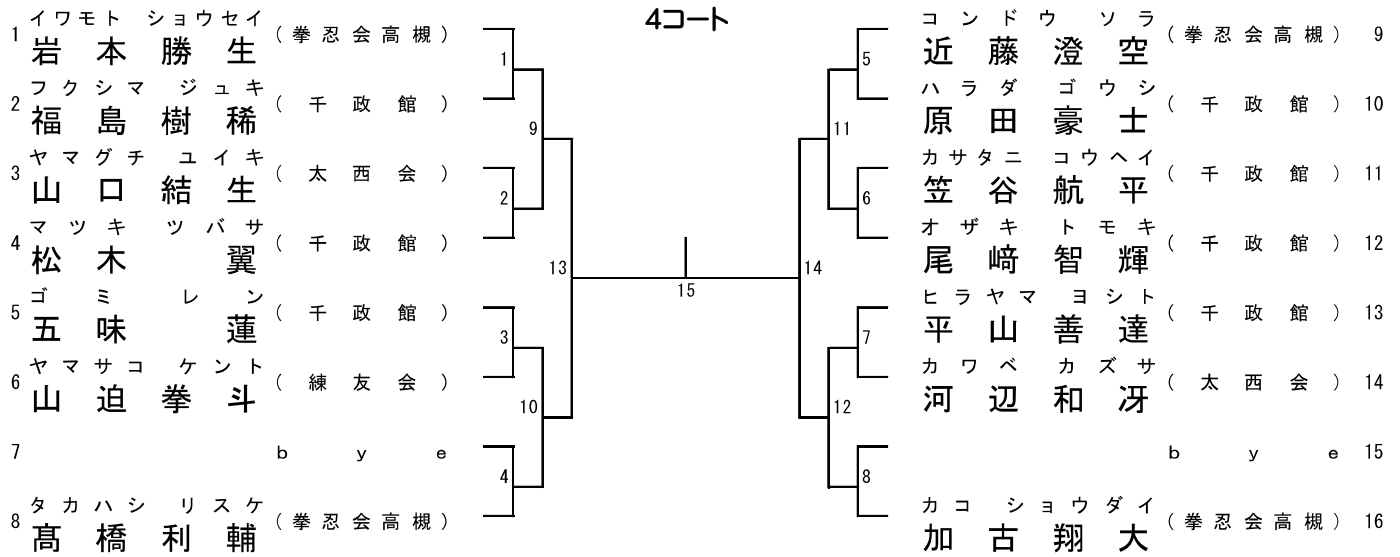 4コート
イワモト ショウセイ
1 岩本勝生 (拳忍会高槻)
フクシマ ジュキ
2 福島樹稀 (千政館)
ヤマグチ ユイキ
3 山口結生 (太西会)
マツキ ツバサ
4 松木 翼 (千政館)
ゴミ レン
5 五味 蓮 (千政館)
ヤマサコ ケント
6 山迫拳斗 (練友会)
7 bye
タカハシ リスケ
8 髙橋利輔 (拳忍会高槻)
1
2
3
4
9
10
13
15
14
11
12
5
6
7
8
コンドウ ソラ
近藤澄空 (拳忍会高槻) 9
ハラダ ゴウシ
原田豪士 (千政館) 10
カサタニ コウヘイ
笠谷航平 (千政館) 11
オザキ トモキ
尾﨑智輝 (千政館) 12
ヒラヤマ ヨシト
平山善達 (千政館) 13
カワベ カズサ
河辺和冴 (太西会) 14
bye 15
カコ ショウダイ
加古翔大 (拳忍会高槻) 16